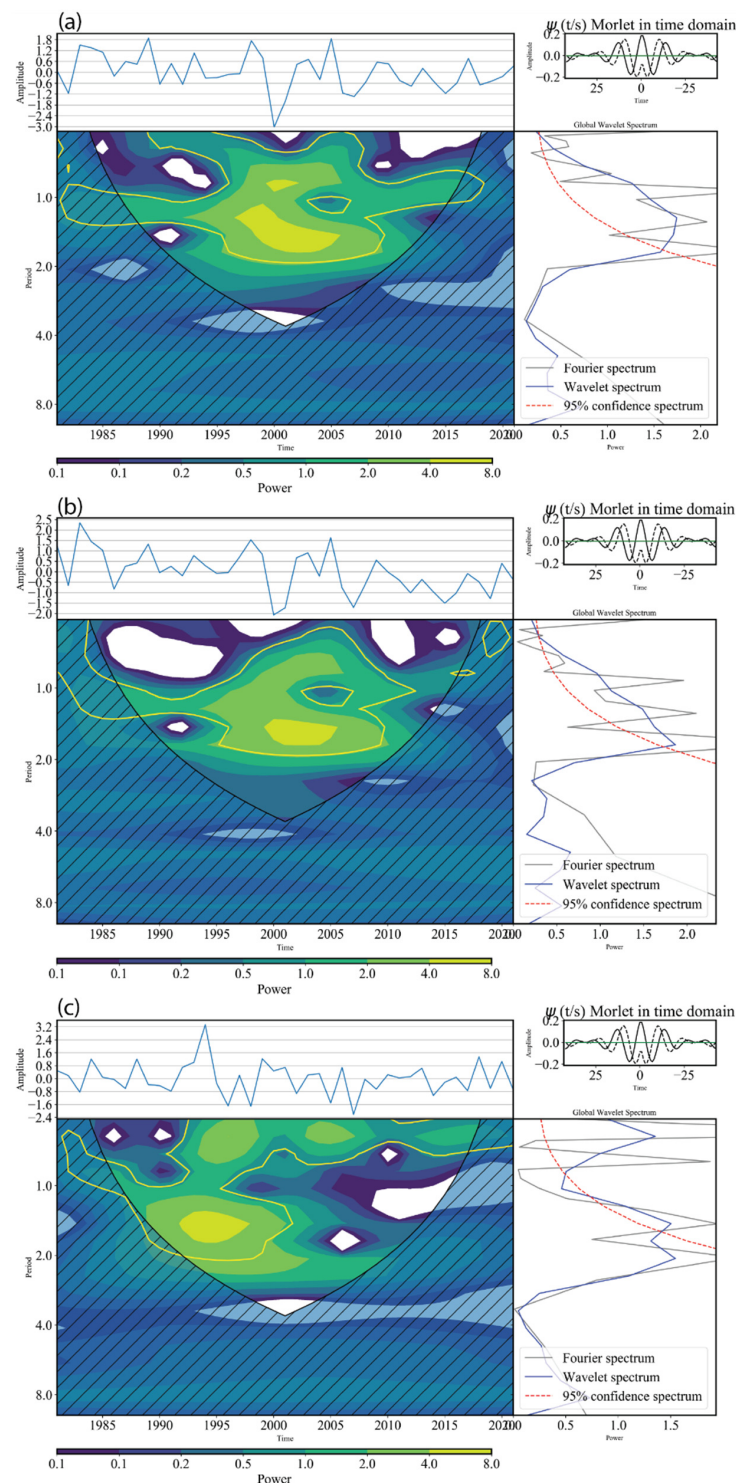 (a)
ψ (t/s) Morlet in time domain
Amplitude
1.8
1.2
0.6
0.0
−0.6
−1.2
−1.8
−2.4
−3.0
Amplitude
0.2
0.0
−0.2
25 0 −25
Time
Global Wavelet Spectrum
Period
1.0
2.0
4.0
8.0
1985 1990 1995 2000 2005 2010 2015 2020
Time
Fourier spectrum
Wavelet spectrum
95% confidence spectrum
0.0 0.5 1.0 1.5 2.0
Power
0.1 0.1 0.2 0.5 1.0 2.0 4.0 8.0
Power
(b)
ψ (t/s) Morlet in time domain
Amplitude
2.5
2.0
1.5
1.0
0.5
0.0
−0.5
−1.0
−1.5
−2.0
Amplitude
0.2
0.0
−0.2
25 0 −25
Time
Global Wavelet Spectrum
Period
1.0
2.0
4.0
8.0
1985 1990 1995 2000 2005 2010 2015 2020
Time
Fourier spectrum
Wavelet spectrum
95% confidence spectrum
0.0 0.5 1.0 1.5 2.0
Power
0.1 0.1 0.2 0.5 1.0 2.0 4.0 8.0
Power
(c)
ψ (t/s) Morlet in time domain
Amplitude
3.2
2.4
1.6
0.8
0.0
−0.8
−1.6
−2.4
Amplitude
0.2
0.0
−0.2
25 0 −25
Time
Global Wavelet Spectrum
Period
1.0
2.0
4.0
8.0
1985 1990 1995 2000 2005 2010 2015 2020
Time
Fourier spectrum
Wavelet spectrum
95% confidence spectrum
0.0 0.5 1.0 1.5
Power
0.1 0.1 0.2 0.5 1.0 2.0 4.0 8.0
Power